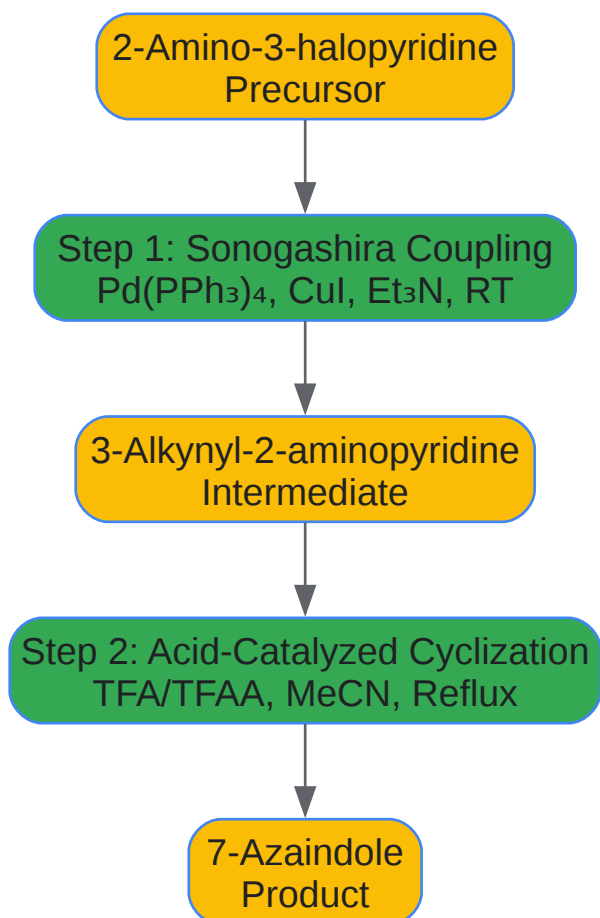 2-Amino-3-halopyridine
Precursor
Step 1: Sonogashira Coupling
Pd(PPh₃)₄, CuI, Et₃N, RT
3-Alkynyl-2-aminopyridine
Intermediate
Step 2: Acid-Catalyzed Cyclization
TFA/TFAA, MeCN, Reflux
7-Azaindole
Product